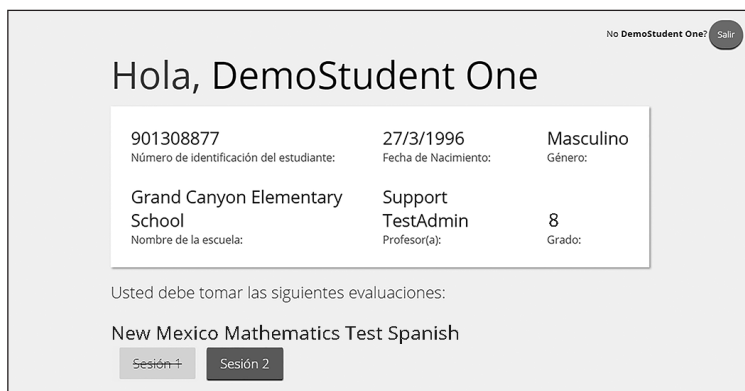 No DemoStudent One? Salir
Hola, DemoStudent One
901308877 27/3/1996 Masculino
Número de identificación del estudiante: Fecha de Nacimiento: Género:
Grand Canyon Elementary Support
School TestAdmin 8
Nombre de la escuela: Profesor(a): Grado:
Usted debe tomar las siguientes evaluaciones:
New Mexico Mathematics Test Spanish
Sesión 1 Sesión 2